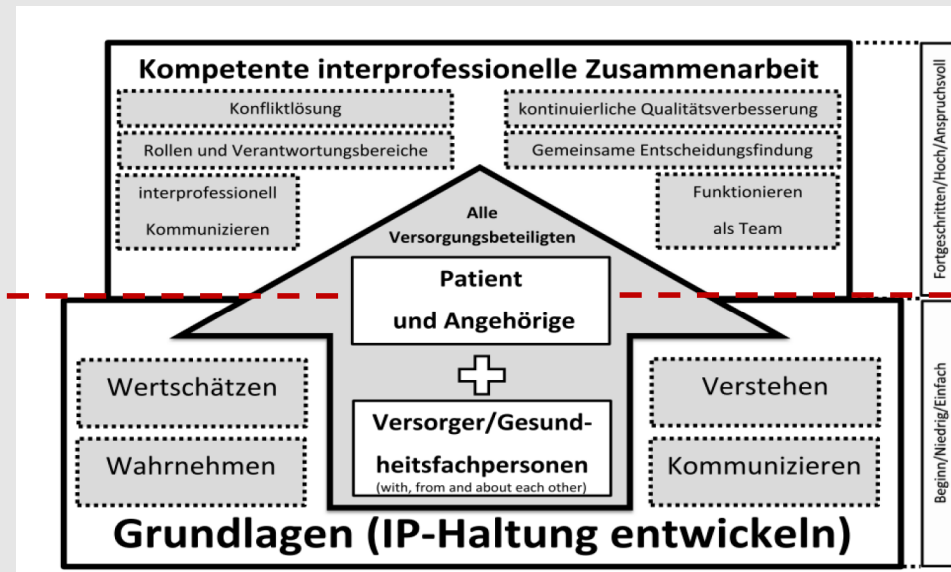 Kompetente interprofessionelle Zusammenarbeit
Konfliktlösung
kontinuierliche Qualitätsverbesserung
Rollen und Verantwortungsbereiche
Gemeinsame Entscheidungsfindung
interprofessionell
Kommunizieren
Funktionieren
als Team
Alle
Versorgungsbeteiligten
Patient
und Angehörige
Wertschätzen
Verstehen
Versorger/Gesund-
heitsfachpersonen
(with, from and about each other)
Wahrnehmen
Kommunizieren
Grundlagen (IP-Haltung entwickeln)
Fortgeschritten/Hoch/Anspruchsvoll
Beginn/Niedrig/Einfach